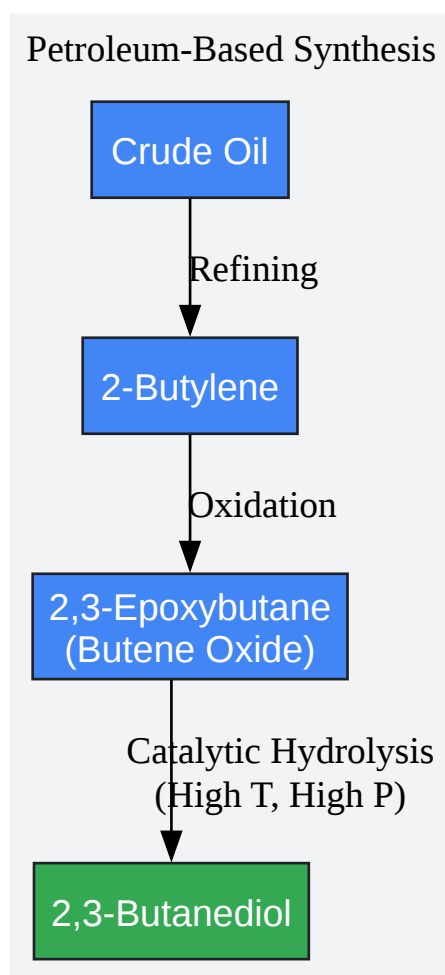 Petroleum-Based Synthesis
Crude Oil
Refining
2-Butylene
Oxidation
2,3-Epoxybutane
(Butene Oxide)
Catalytic Hydrolysis
(High T, High P)
2,3-Butanediol